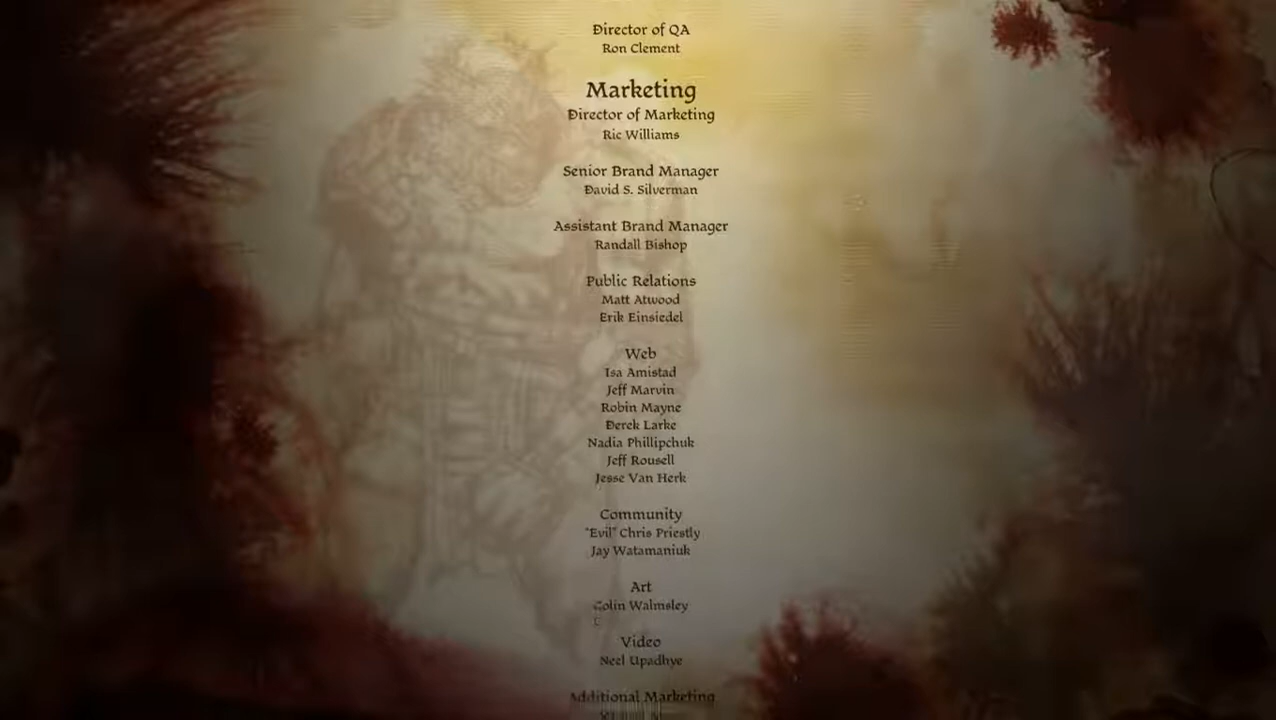 Director of QA
Ron Clement
Marketing
Director of Marketing
Ric Williams
Senior Brand Manager
David S. Silverman
Assistant Brand Manager
Randall Bishop
Public Relations
Matt Atwood
Erik Einsiedel
Web
Isa Amistad
Jeff Marvin
Robin Mayne
Derek Larke
Nadia Phillipchuk
Jeff Rousell
Jesse Van Herk
Community
"Evil" Chris Priestly
Jay Watamaniuk
Art
Colin Walmsley
Video
Neel Upadhye
Additional Marketing